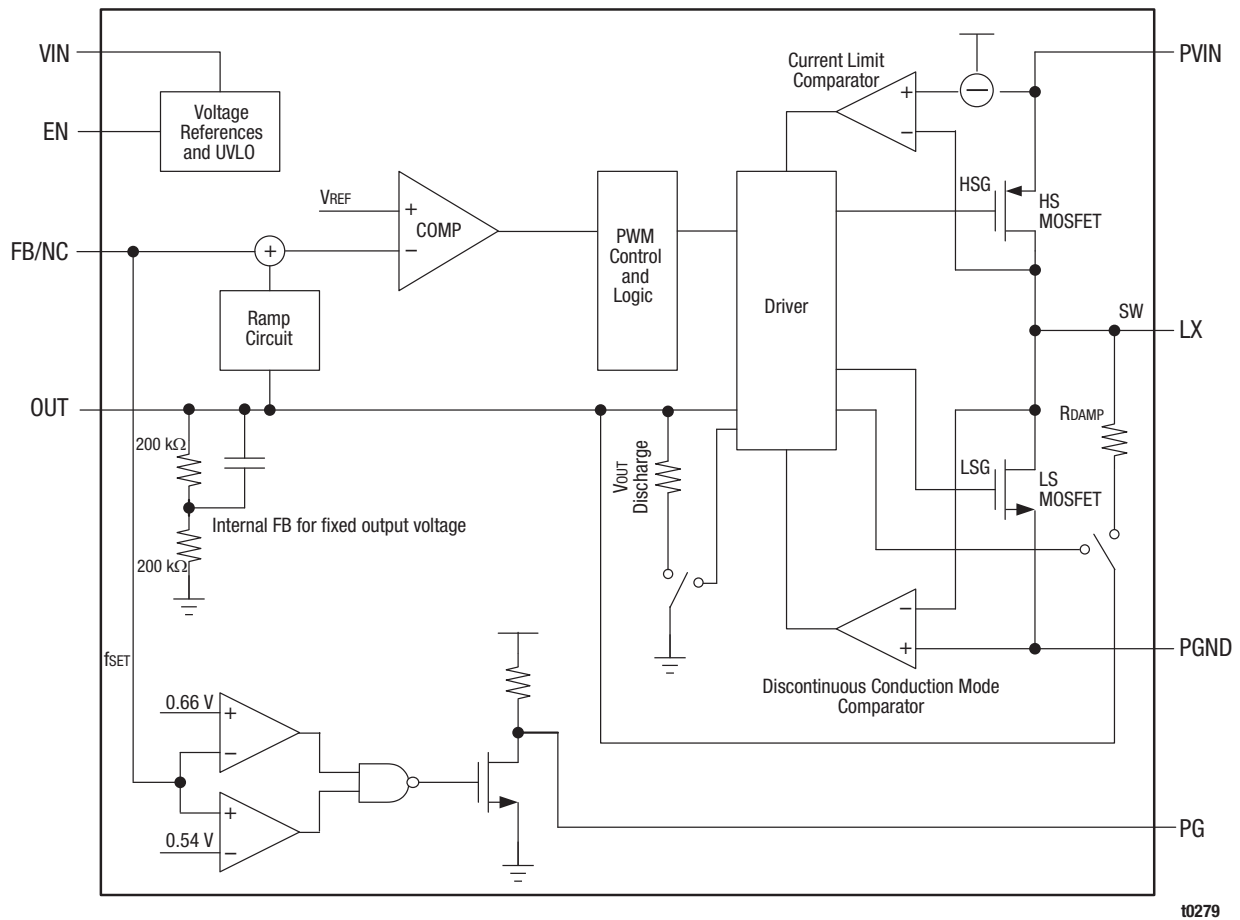 VIN
PVIN
Current Limit
Comparator
Voltage
References
and UVLO
EN
HSG
HS
MOSFET
VREF
+
−
+
−
COMP
FB/NC
+
PWM
Control
and
Logic
Driver
Ramp
Circuit
SW
LX
OUT
RDAMP
200 kΩ
VOUT
Discharge
LSG
LS
MOSFET
Internal FB for fixed output voltage
200 kΩ
−
+
fSET
PGND
Discontinuous Conduction Mode
Comparator
0.66 V
+
−
+
0.54 V
−
PG
t0279